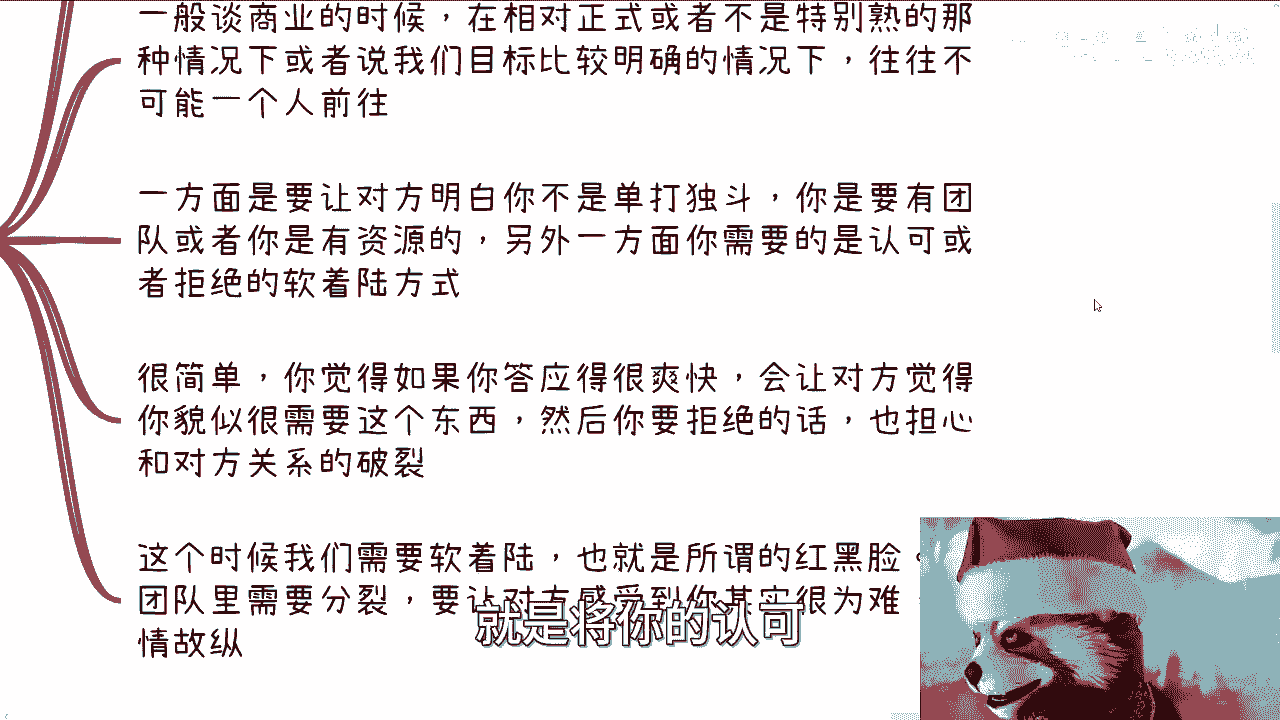 一般谈商业的时候，在相对正式或者不是特别熟的那
种情况下或者说我们目标比较明确的情况下，往往不
可能一个人前往
一方面是要让对方明白你不是单打独斗，你是要有团
队或者你是有资源的，另外一方面你需要的是认可或
者拒绝的软着陆方式
很简单，你觉得如果你答应得很爽快，会让对方觉得
你貌似很需要这个东西，然后你要拒绝的话，也担心
和对方关系的破裂
这个时候我们需要软着陆，也就是所谓的红黑脸。
团队里需要分裂，要让对方感受到你其实很为难
情故纵
就是将你的认可